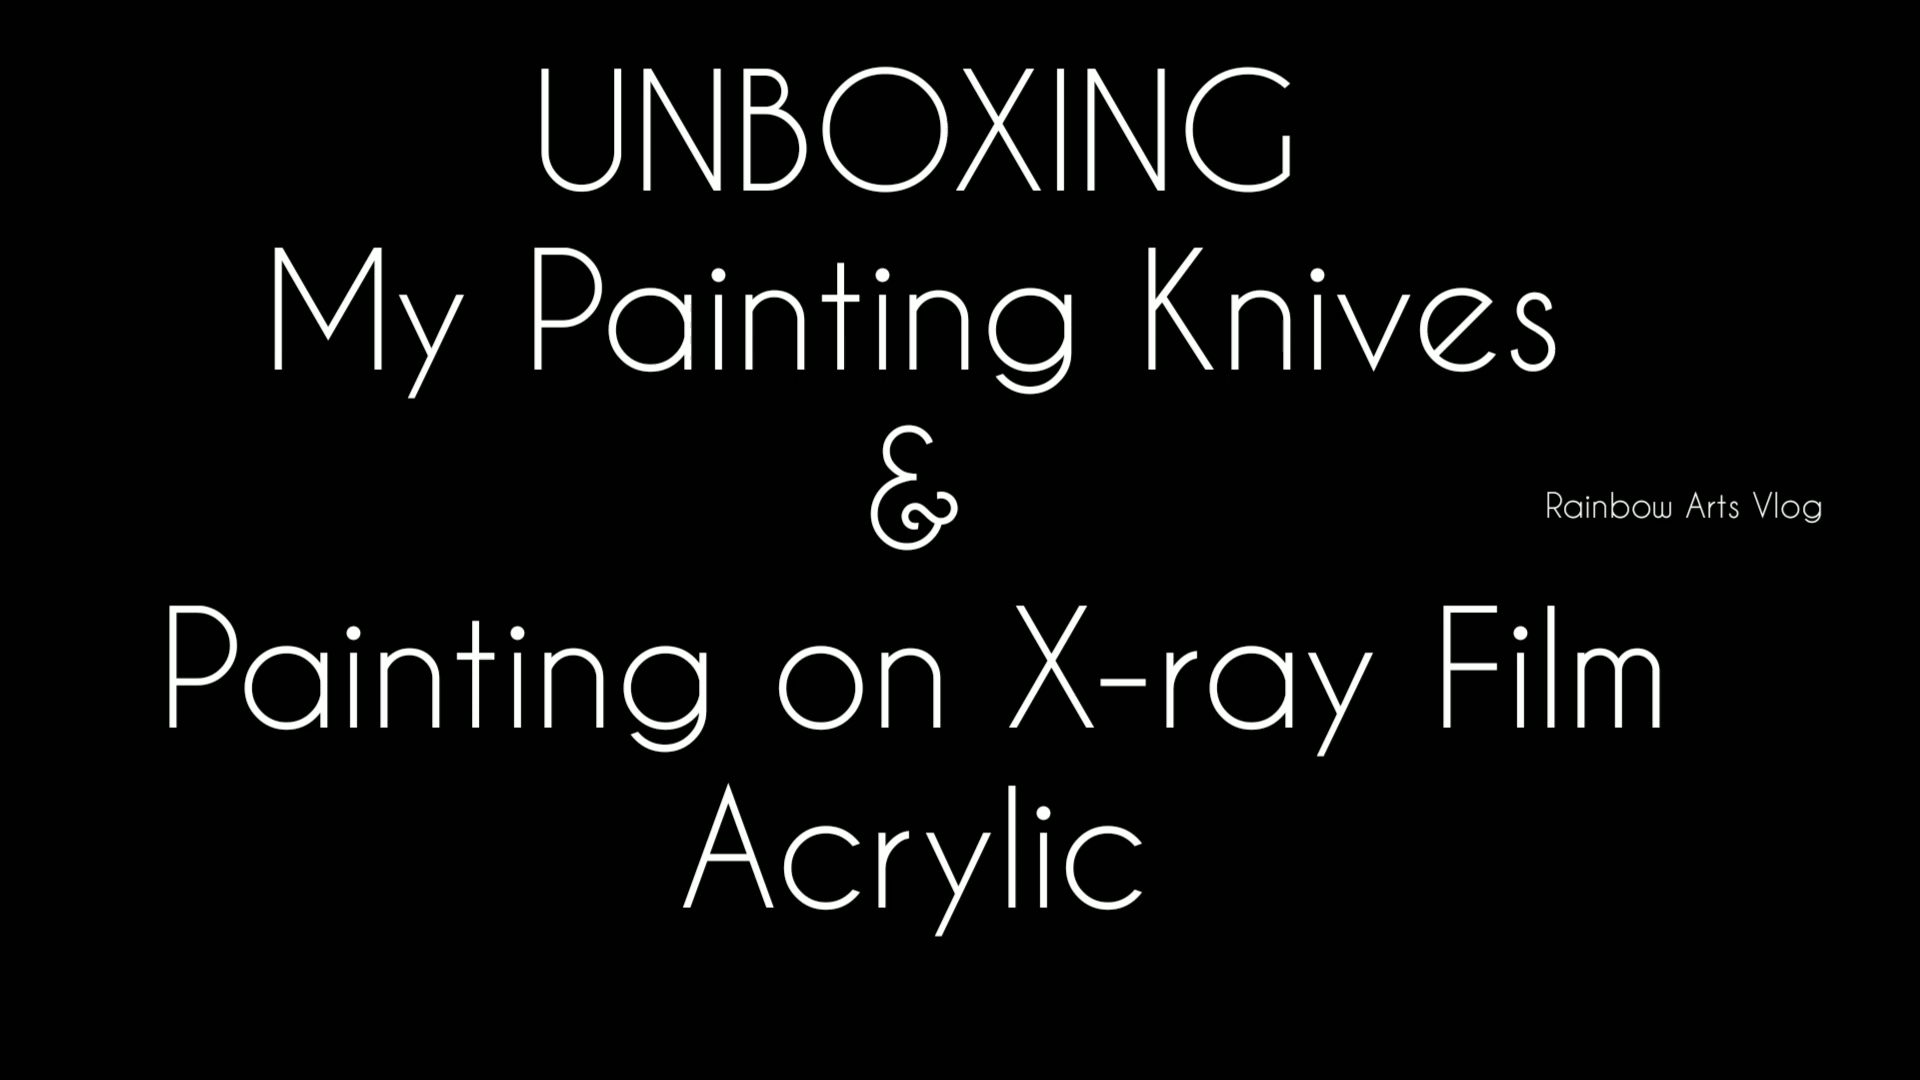 UNBOXING
My Painting Knives
&
Rainbow Arts Vlog
Painting on X-ray Film
Acrylic